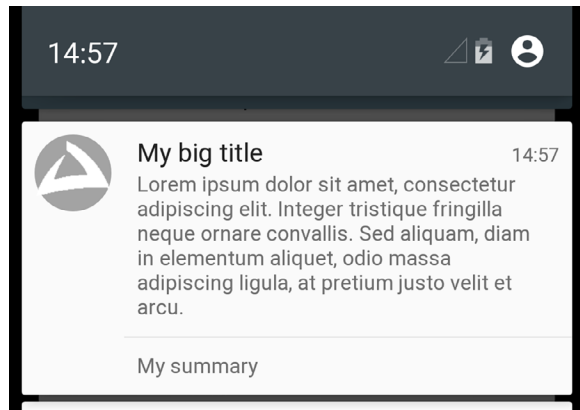 14:57
My big title
14:57
Lorem ipsum dolor sit amet, consectetur
adipiscing elit. Integer tristique fringilla
neque ornare convallis. Sed aliquam, diam
in elementum aliquet, odio massa
adipiscing ligula, at pretium justo velit et
arcu.
My summary